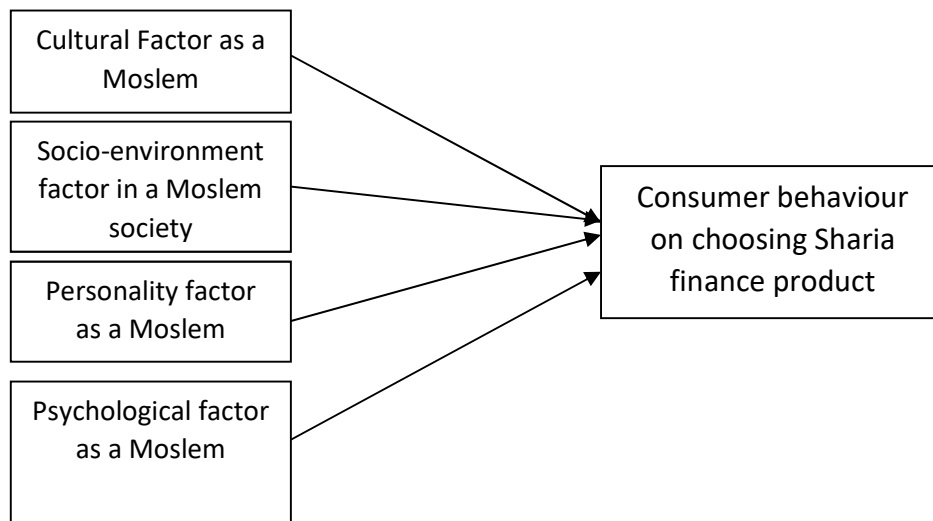 Cultural Factor as a
Moslem
Socio-environment
factor in a Moslem
society
Personality factor
as a Moslem
Psychological factor
as a Moslem
Consumer behaviour
on choosing Sharia
finance product